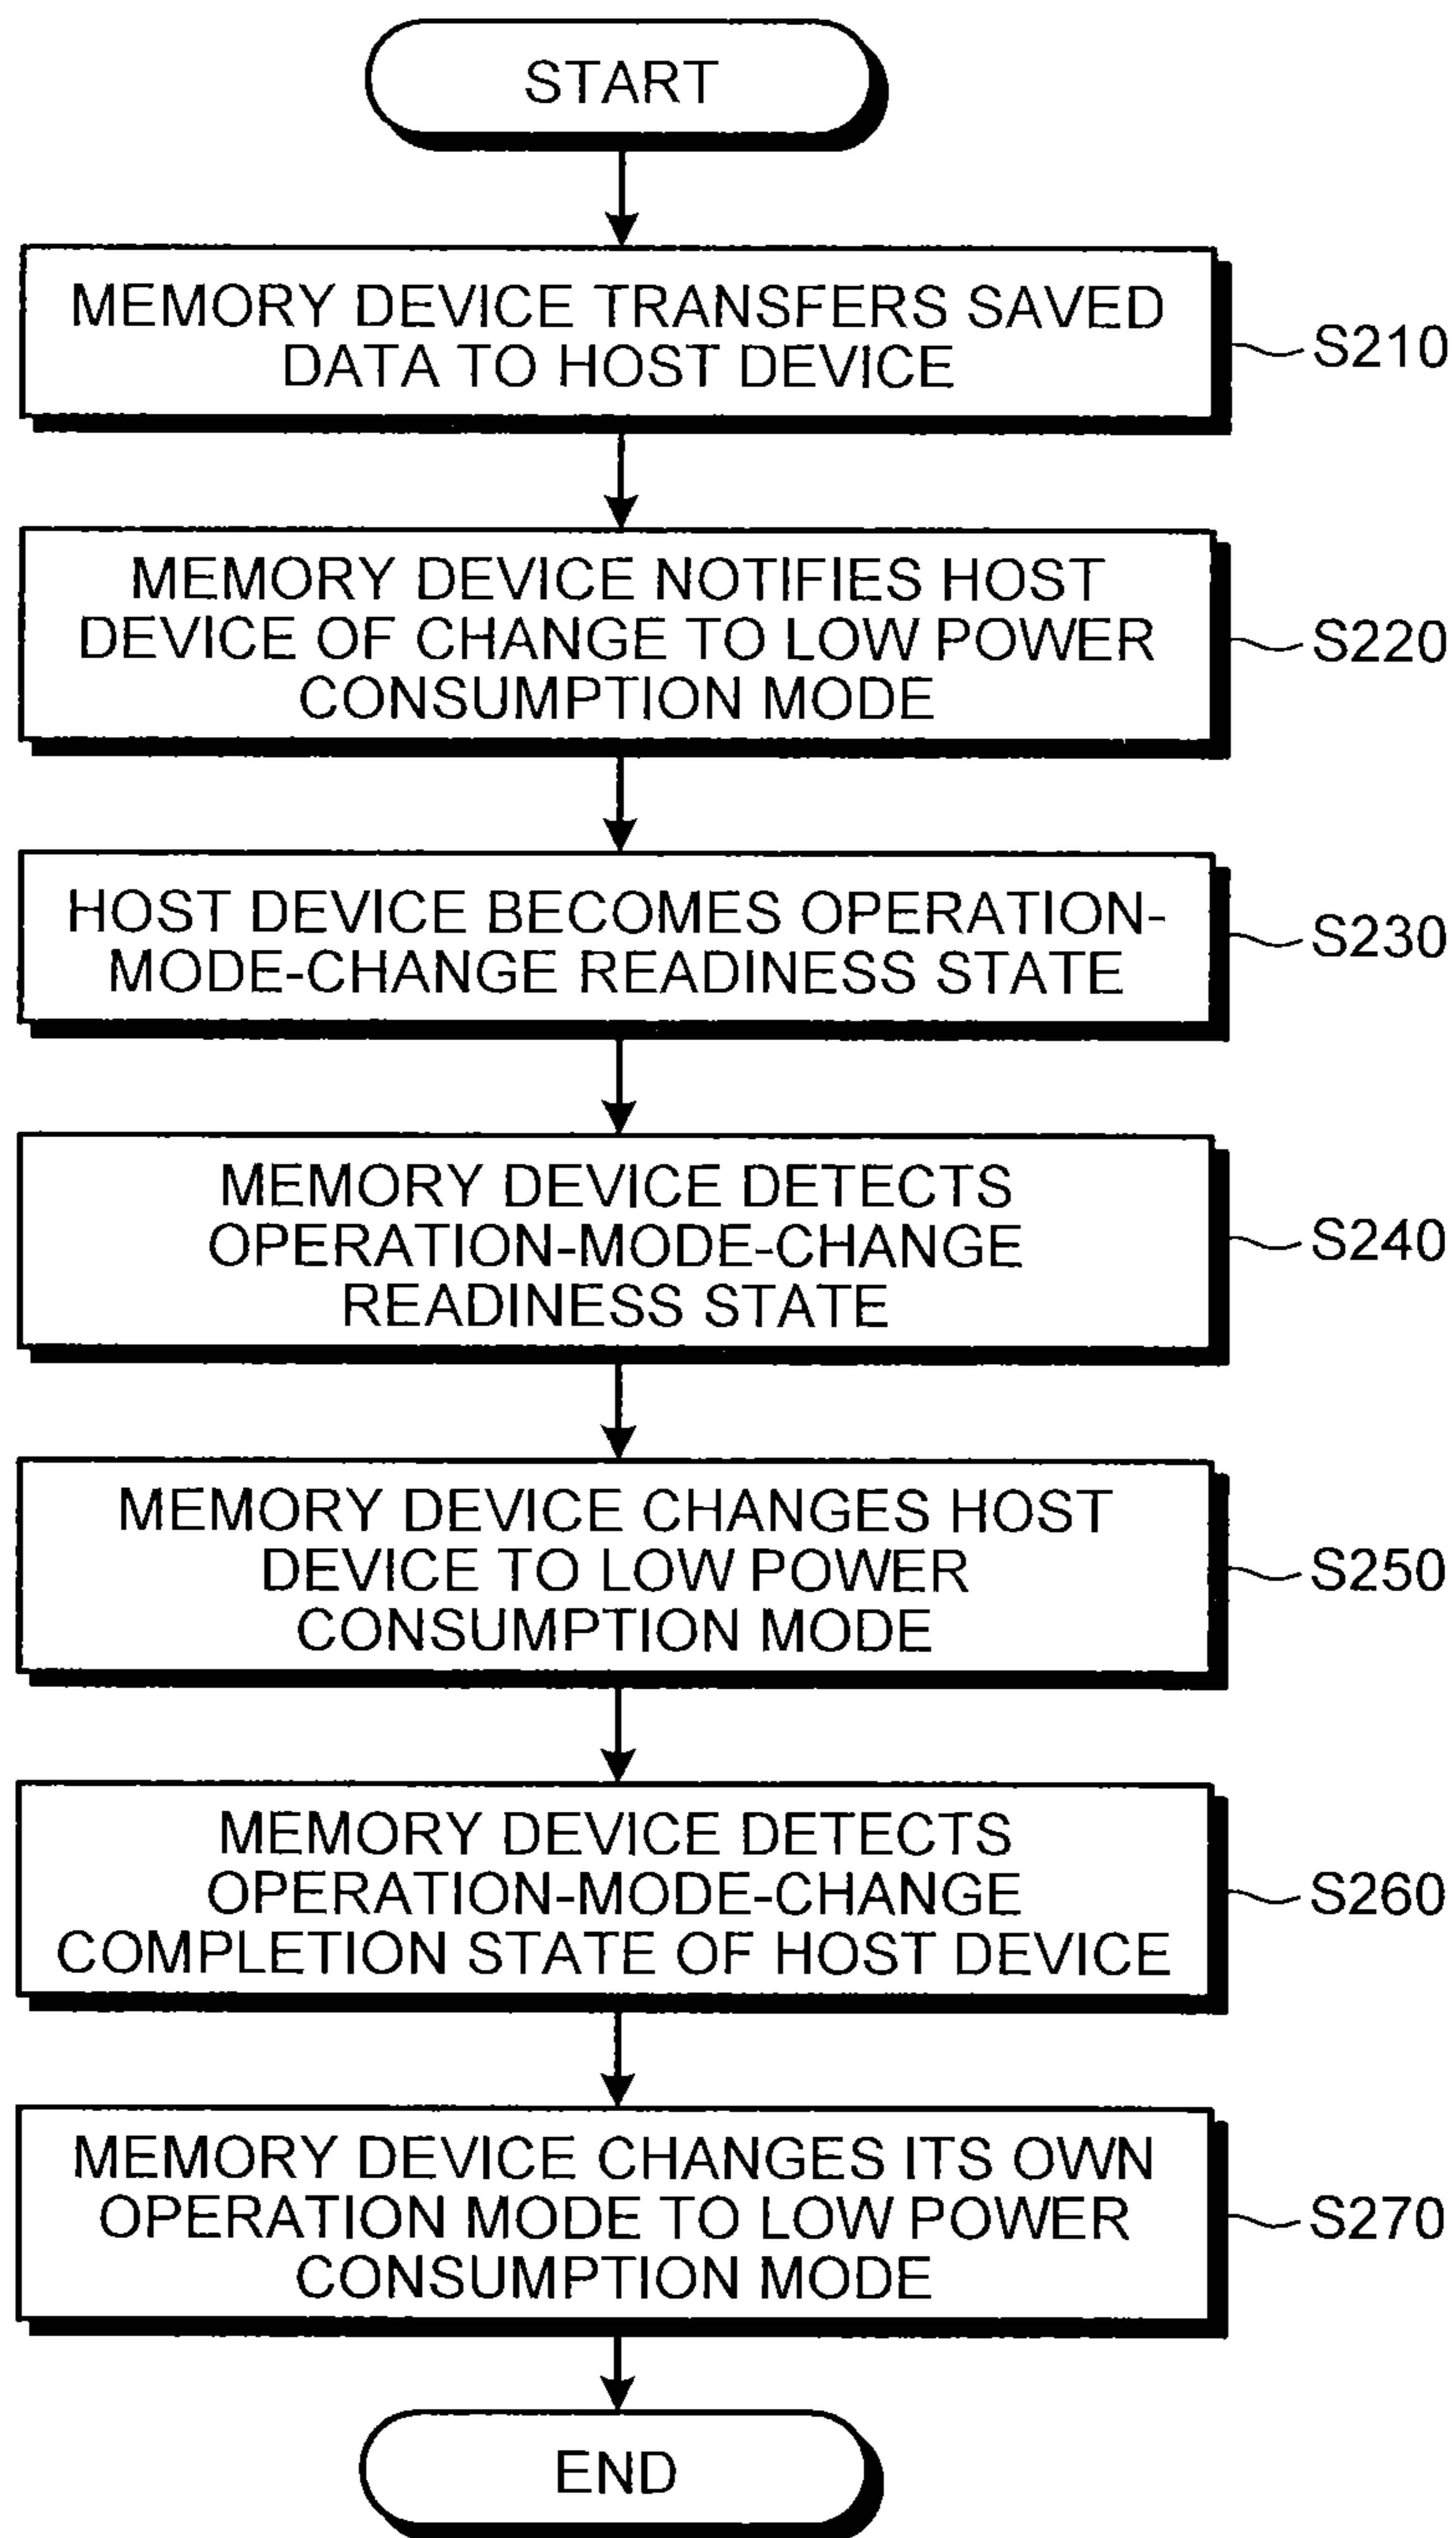 START
MEMORY DEVICE TRANSFERS SAVED
DATA TO HOST DEVICE
S210
MEMORY DEVICE NOTIFIES HOST
DEVICE OF CHANGE TO LOW POWER
CONSUMPTION MODE
S220
HOST DEVICE BECOMES OPERATION-
MODE-CHANGE READINESS STATE
S230
MEMORY DEVICE DETECTS
OPERATION-MODE-CHANGE
READINESS STATE
S240
MEMORY DEVICE CHANGES HOST
DEVICE TO LOW POWER
CONSUMPTION MODE
S250
MEMORY DEVICE DETECTS
OPERATION-MODE-CHANGE
COMPLETION STATE OF HOST DEVICE
S260
MEMORY DEVICE CHANGES ITS OWN
OPERATION MODE TO LOW POWER
CONSUMPTION MODE
S270
END